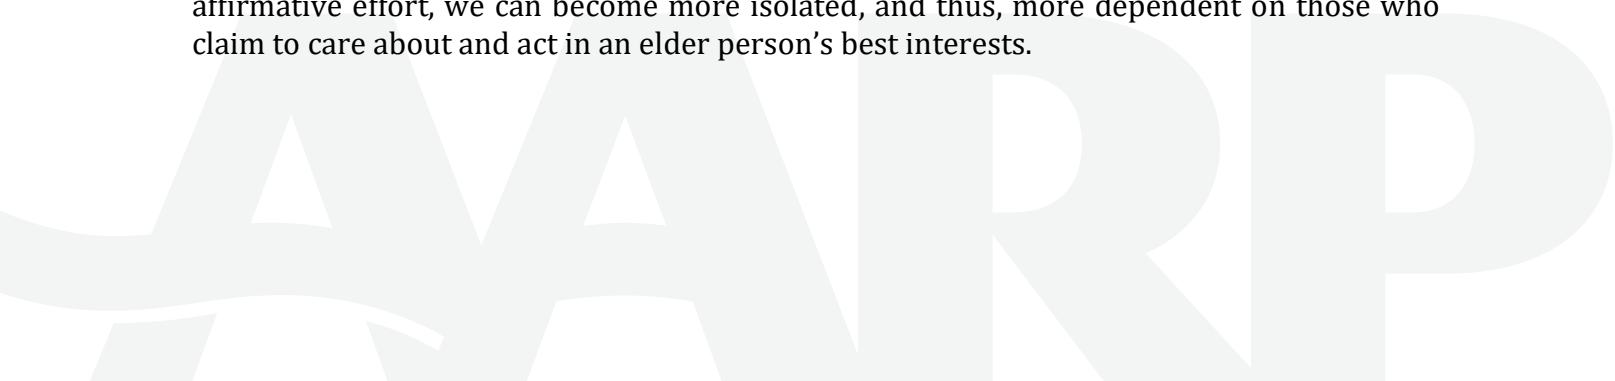 affirmative effort, we can become more isolated, and thus, more dependent on those who
claim to care about and act in an elder person’s best interests.
AARP